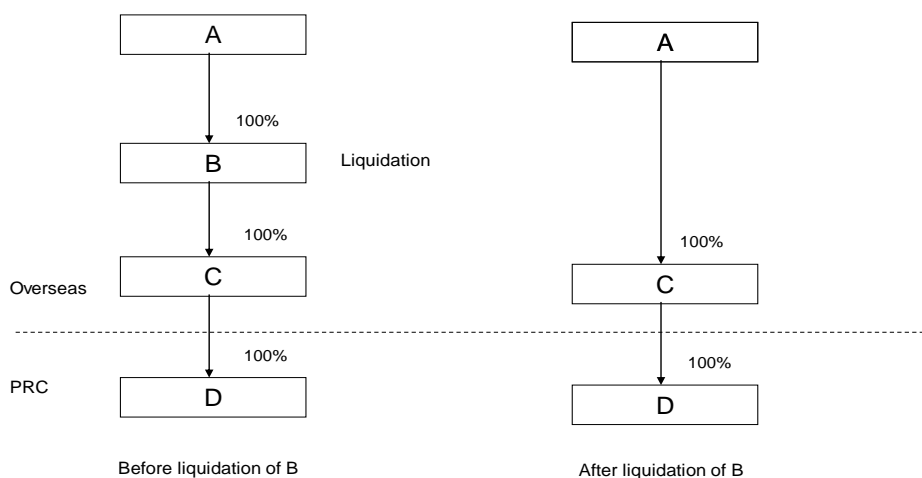 A
100%
B
Liquidation
100%
C
Overseas
100%
PRC
D
Before liquidation of B
A
100%
C
100%
D
After liquidation of B